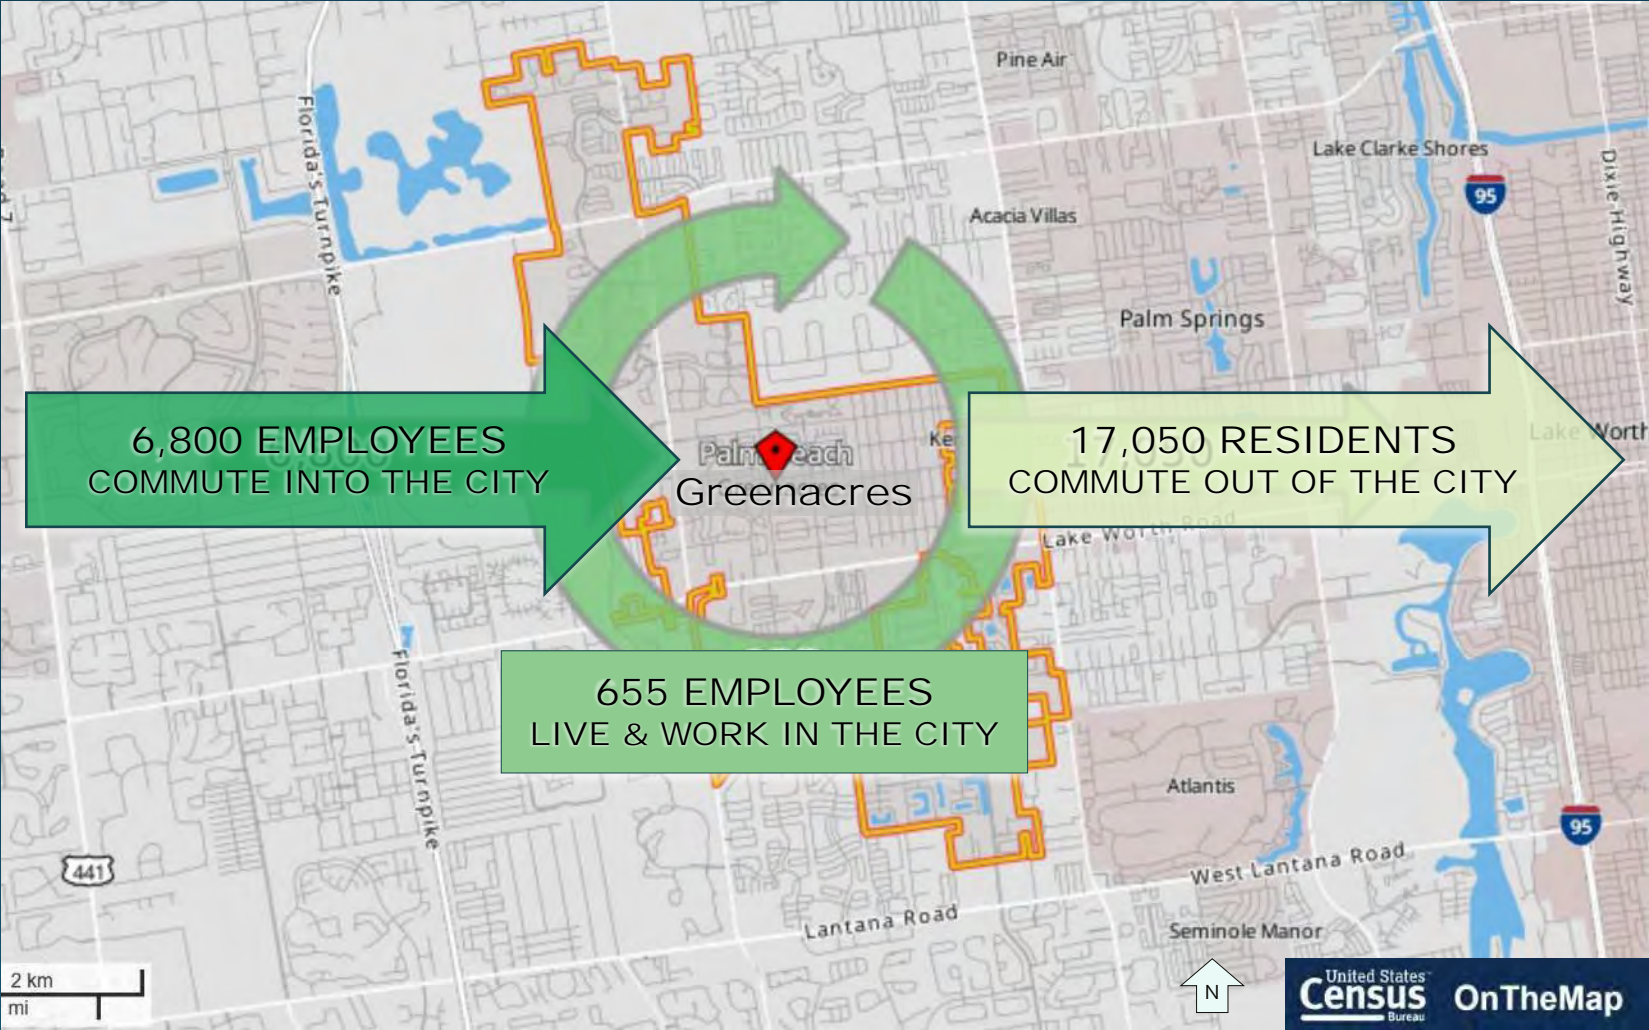 Pine Air
Lake Clarke Shores
95
Dixie Highway
Florida's Turnpike
Acacia Villas
Palm Springs
6,800 EMPLOYEES
COMMUTE INTO THE CITY
Greenacres
17,050 RESIDENTS
COMMUTE OUT OF THE CITY
Lake Worth
Lake Worth Road
655 EMPLOYEES
LIVE & WORK IN THE CITY
Florida's Turnpike
Atlantis
95
441
West Lantana Road
Lantana Road
Seminole Manor
2 km
mi
N
United States
Census
Bureau
OnTheMap